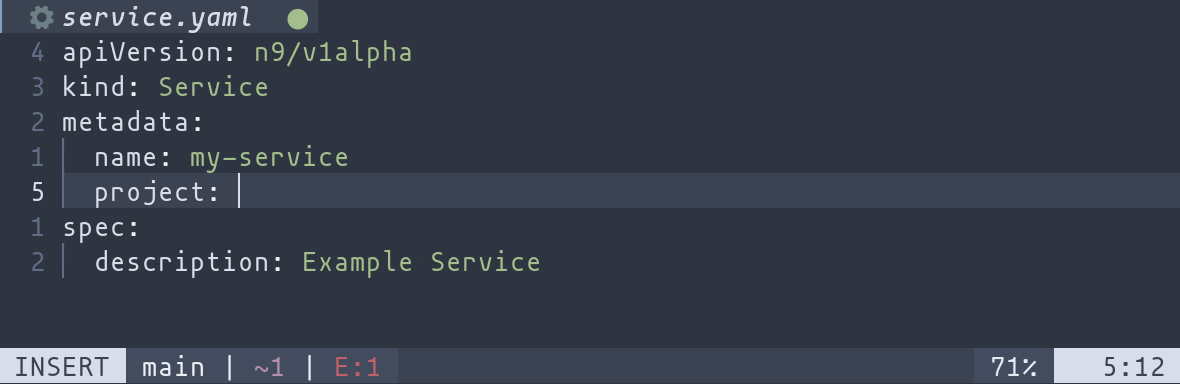 service.yaml
4 apiVersion: n9/v1alpha
3 kind: Service
2 metadata:
1   name: my-service
5   project:
1 spec:
2   description: Example Service
INSERT main | ~1 | E:1 71% 5:12